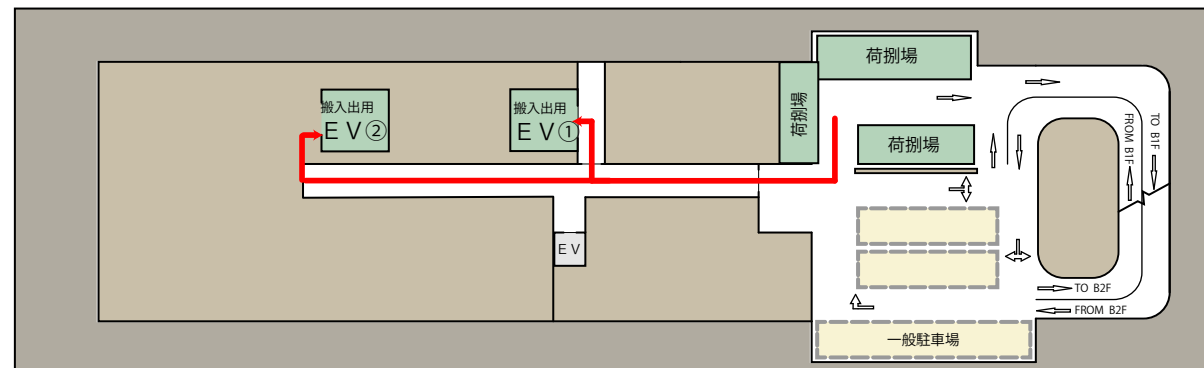 荷捌場
搬入出用
ＥＶ②
搬入出用
ＥＶ①
荷捌場
荷捌場
FROM B1F
TO B1F
ＥＶ
TO B2F
FROM B2F
一般駐車場